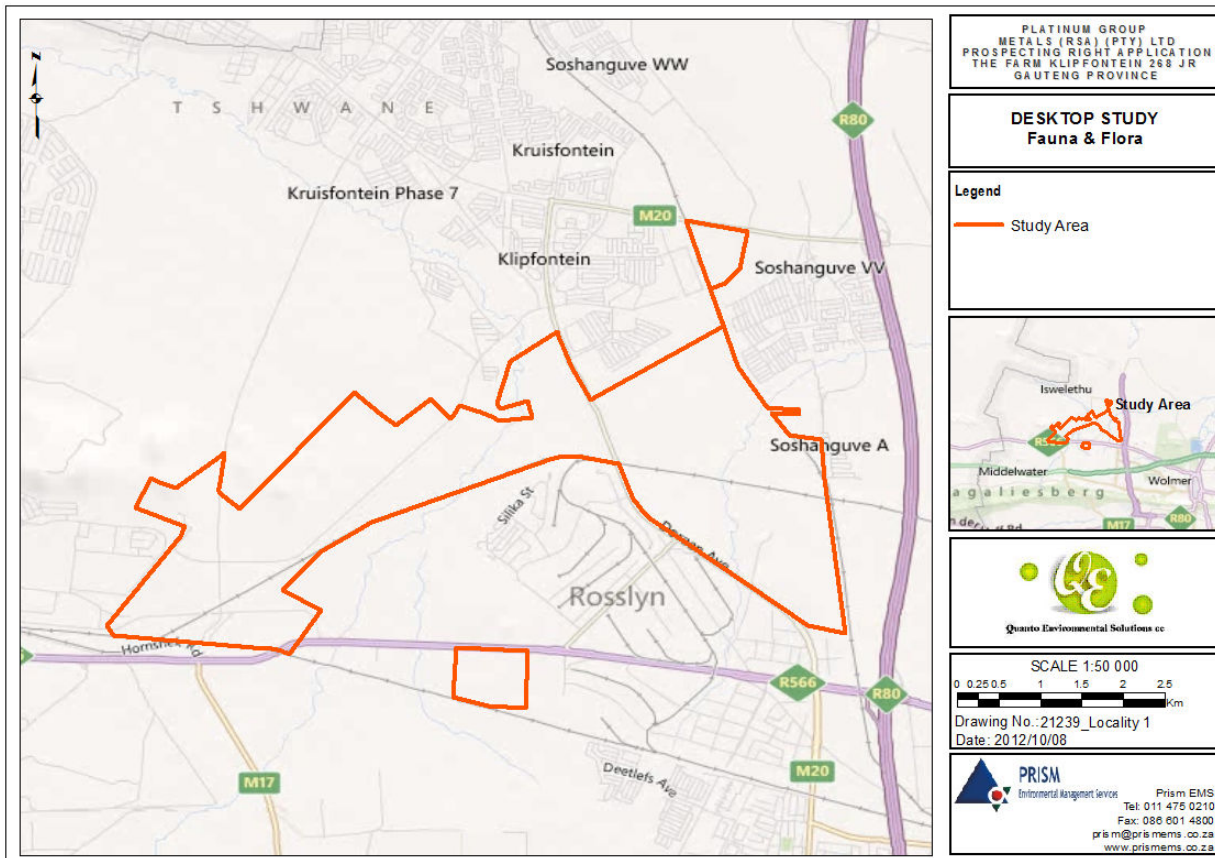 Soshanguve WW
T S H W A N E
R80
Kruisfontein
Kruisfontein Phase 7
M20
Klipfontein
Soshanguve VV
Soshanguve A
Silika St
Dorsen Ave
Rosslyn
Hornsnek Rd
R566
R80
M17
M20
Deetlefs Ave
N
PLATINUM GROUP
METALS (RSA) (PTY) LTD
PROSPECTING RIGHT APPLICATION
THE FARM KLIPFONTEIN 268 JR
GAUTENG PROVINCE
DESKTOP STUDY
Fauna & Flora
Legend
Study Area
Iswelethu
Study Area
Middelwater
Wolmer
agaliesberg
M17
R80
QE
Quanto Environmental Solutions cc
SCALE 1:50 000
0 0.25 0.5 1 1.5 2 2.5
Km
Drawing No.: 21239_Locality 1
Date: 2012/10/08
PRISM
Environmental Management Services
Prism EMS
Tel: 011 475 0210
Fax: 086 601 4800
prism@prismems.co.za
www.prismems.co.za